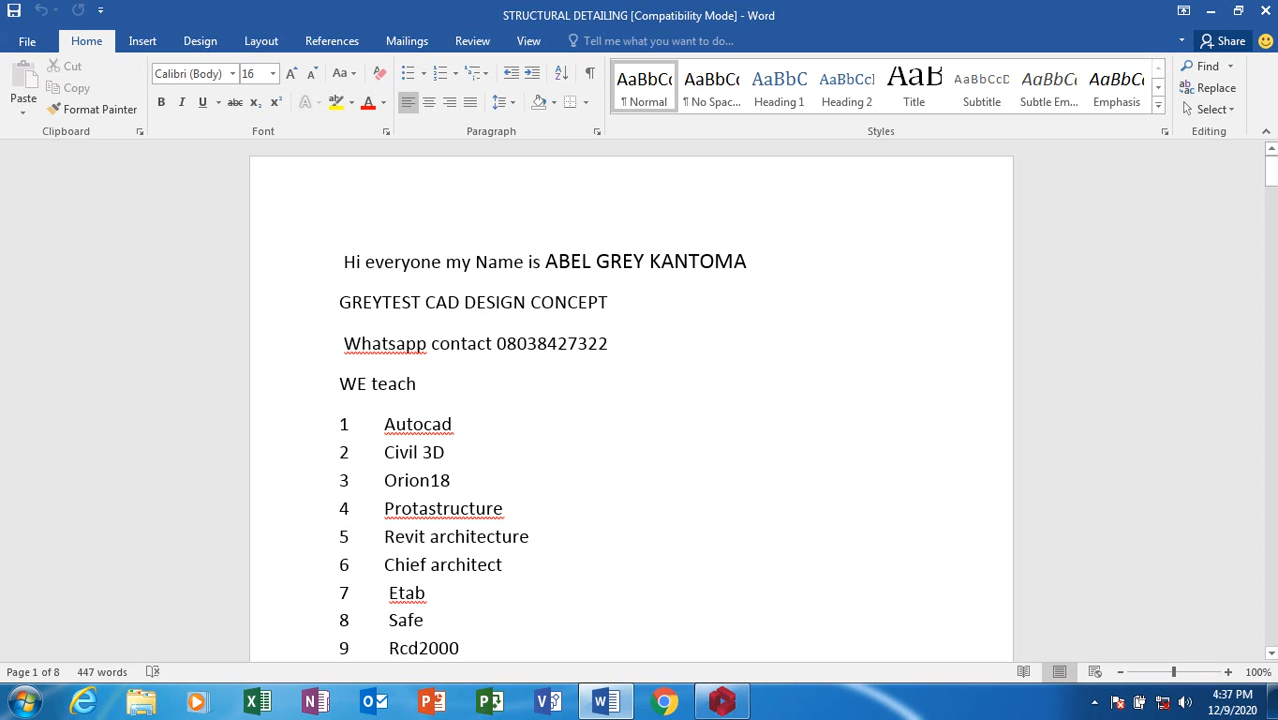 STRUCTURAL DETAILING [Compatibility Mode] - Word
File Home Insert Design Layout References Mailings Review View Tell me what you want to do... Share
Paste
Cut
Copy
Format Painter
Clipboard
Calibri (Body) 16 Aa
B I U abc x₂ x² A A
Font
Paragraph
AaBbCc AaBbCc AaBbC AaBbCcI AaB AaBbCcD AaBbCc AaBbCc
¶ Normal ¶ No Spac... Heading 1 Heading 2 Title Subtitle Subtle Em... Emphasis
Styles
Find
Replace
Select
Editing
Hi everyone my Name is ABEL GREY KANTOMA
GREYTEST CAD DESIGN CONCEPT
Whatsapp contact 08038427322
WE teach
1 Autocad
2 Civil 3D
3 Orion18
4 Protastructure
5 Revit architecture
6 Chief architect
7 Etab
8 Safe
9 Rcd2000
Page 1 of 8 447 words 100%
4:37 PM
12/9/2020